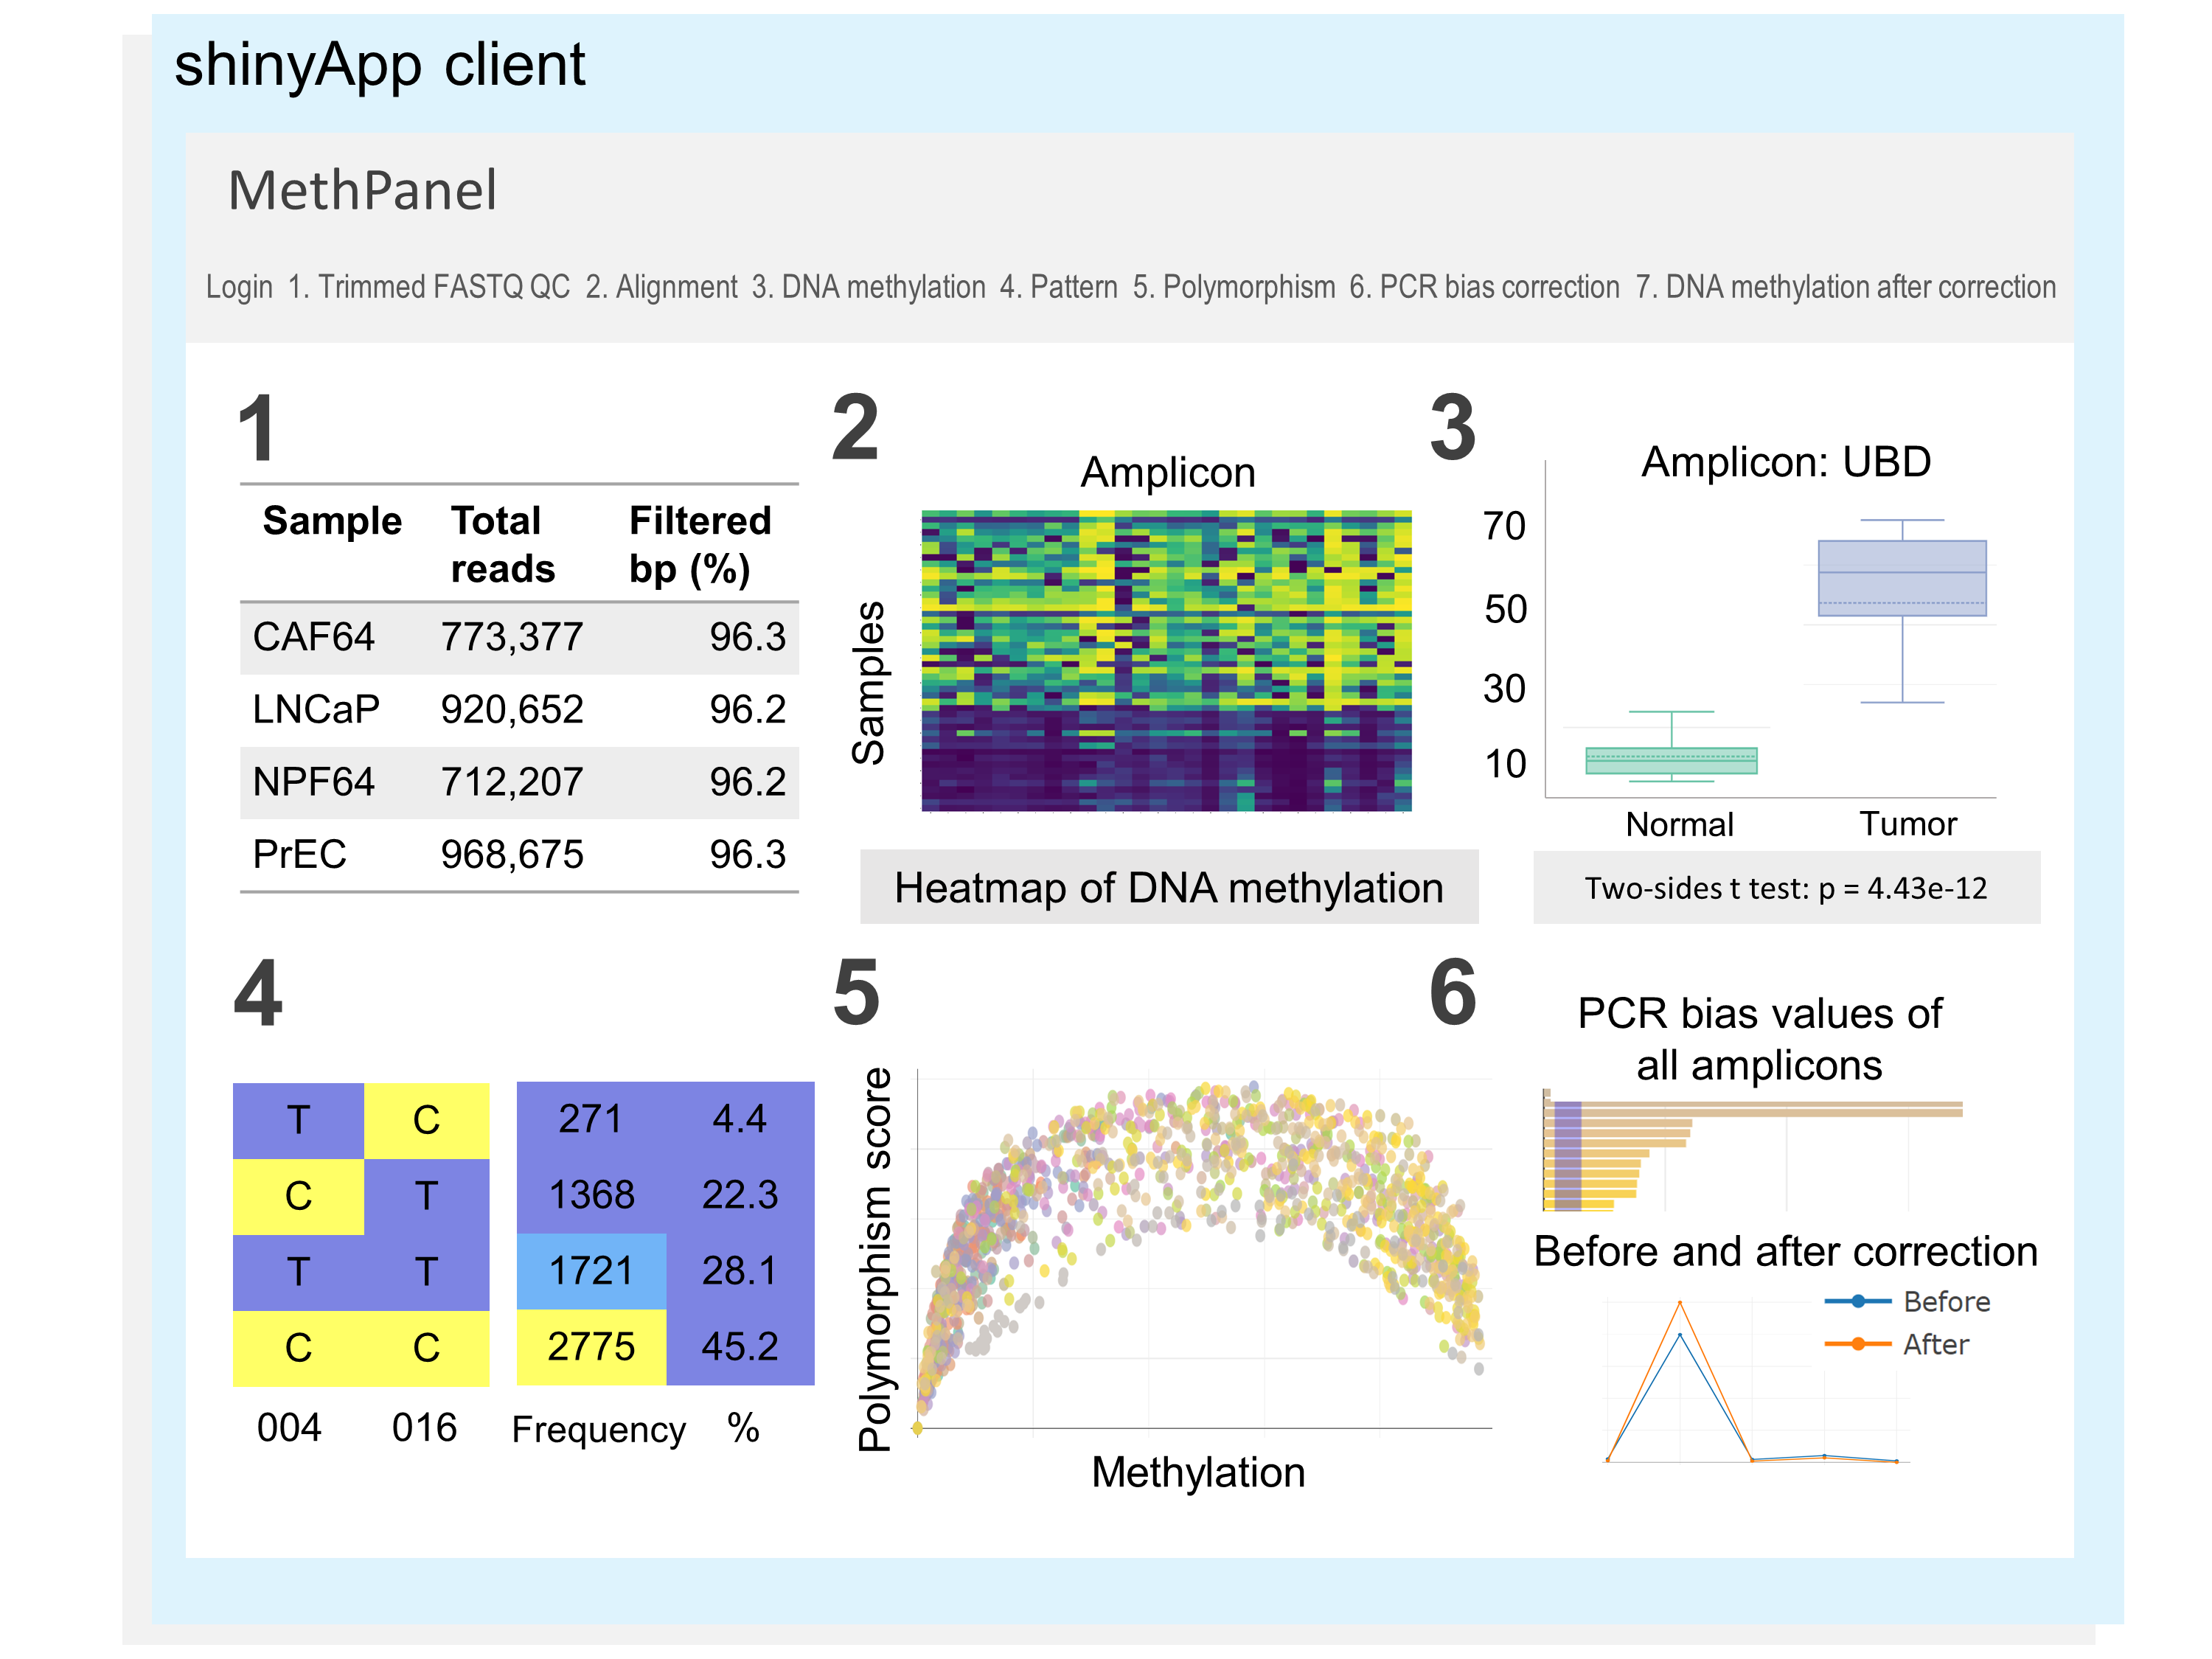 shinyApp client
MethPanel
Login 1. Trimmed FASTQ QC 2. Alignment 3. DNA methylation 4. Pattern 5. Polymorphism 6. PCR bias correction 7. DNA methylation after correction
1
Sample Total reads Filtered bp (%)
CAF64 773,377 96.3
LNCaP 920,652 96.2
NPF64 712,207 96.2
PrEC 968,675 96.3
2
Amplicon
Samples
Heatmap of DNA methylation
3
Amplicon: UBD
70
50
30
10
Normal Tumor
Two-sides t test: p = 4.43e-12
4
T C 271 4.4
C T 1368 22.3
T T 1721 28.1
C C 2775 45.2
004 016 Frequency %
5
Polymorphism score
Methylation
6
PCR bias values of
all amplicons
Before and after correction
Before
After